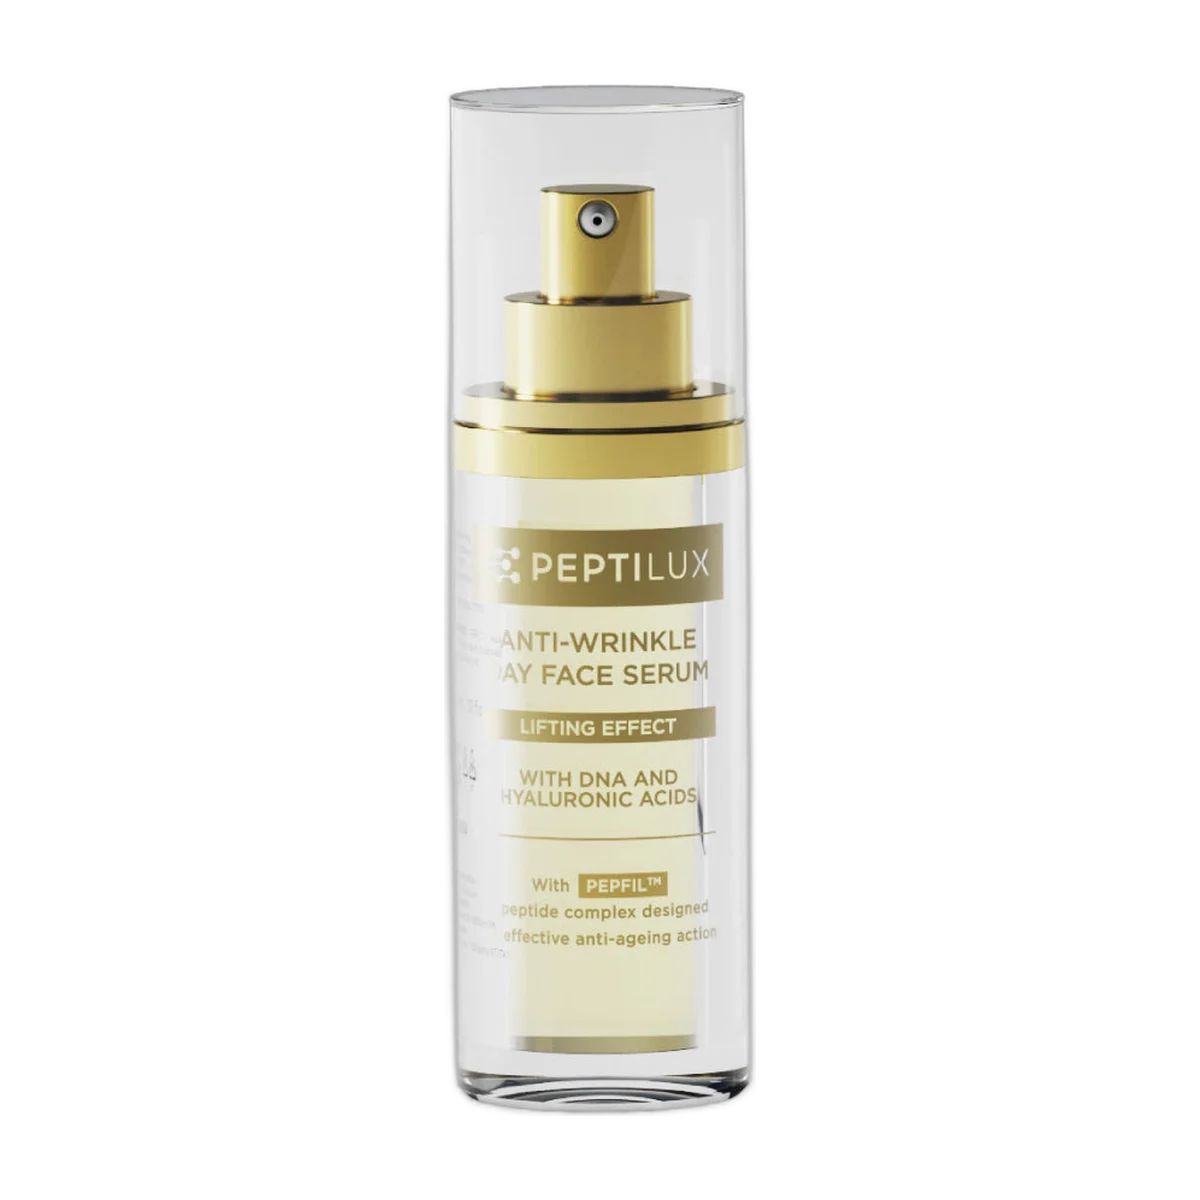 PEPTILUX
ANTI-WRINKLE
DAY FACE SERUM
LIFTING EFFECT
WITH DNA AND
HYALURONIC ACIDS
With PEPFIL™
peptide complex designed
effective anti-ageing action